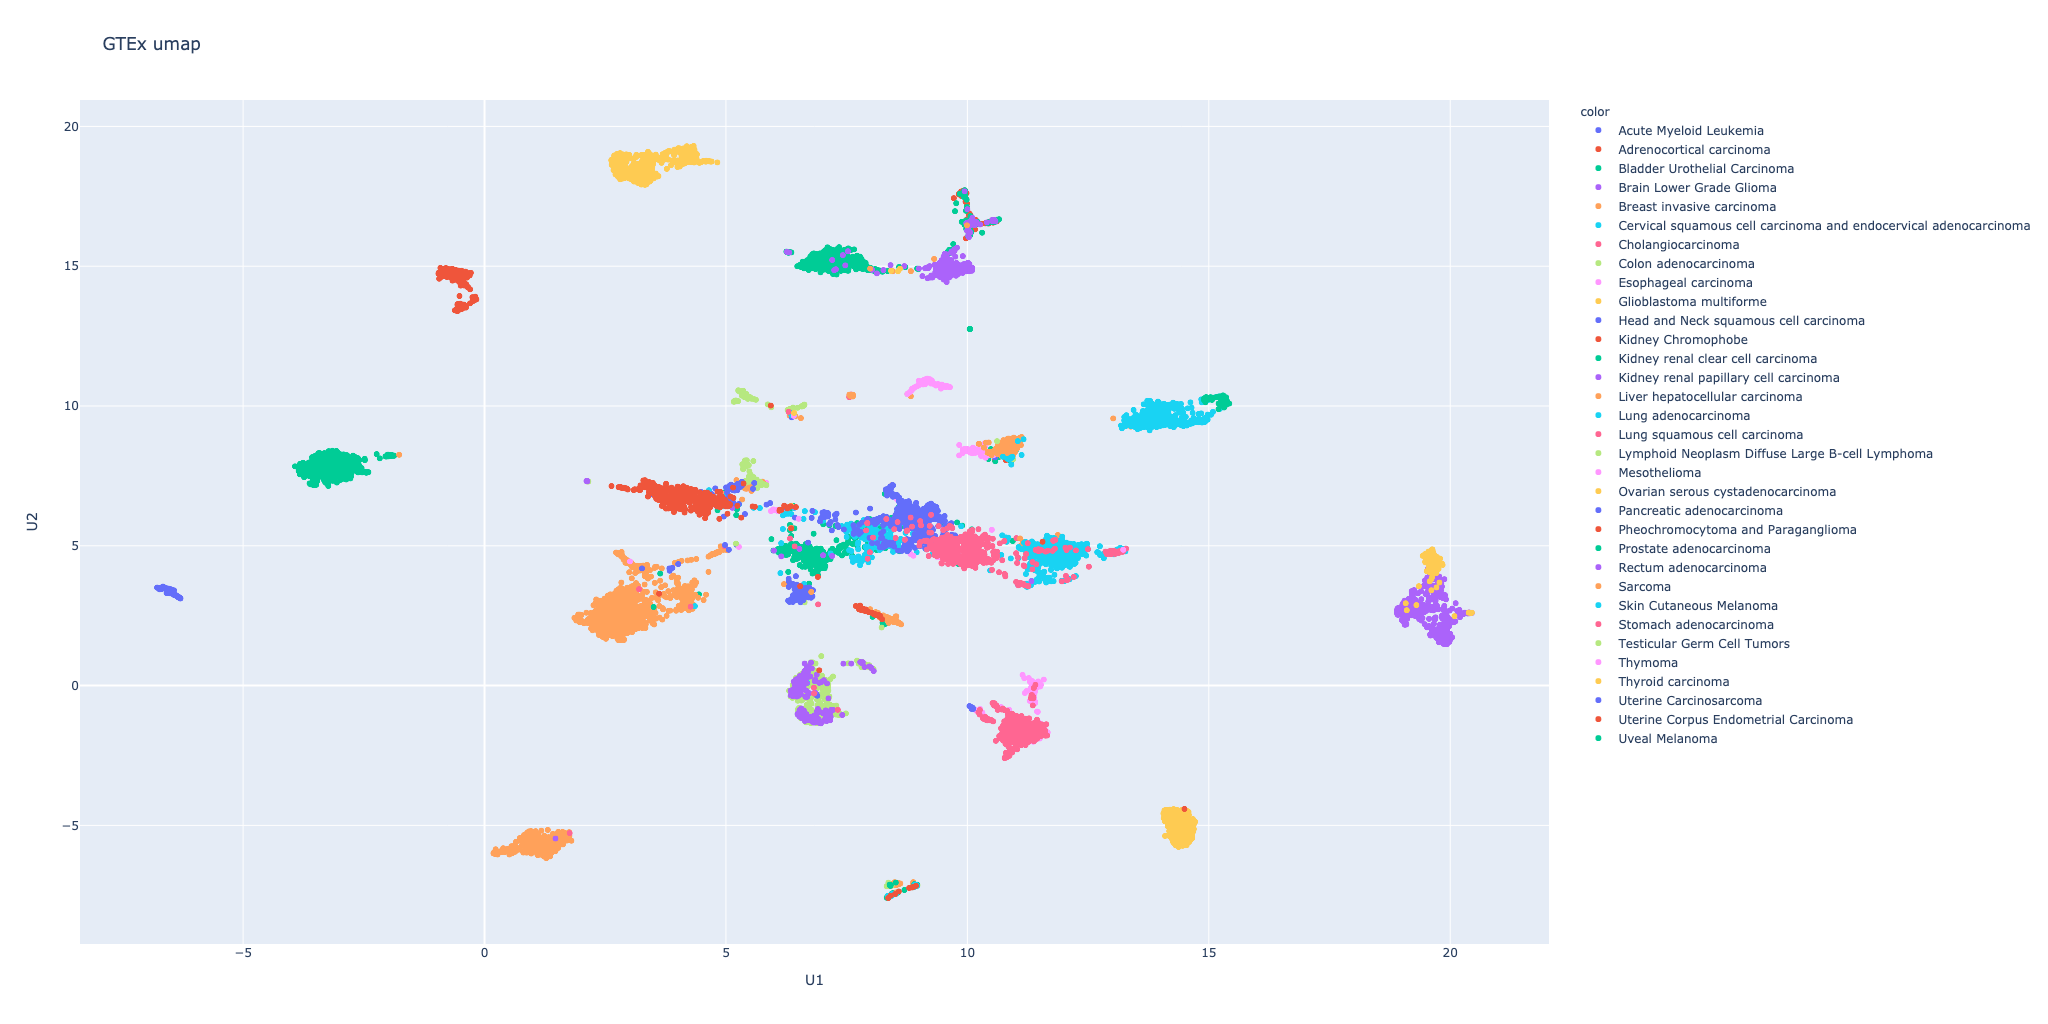 GTEx umap
color
Acute Myeloid Leukemia
Adrenocortical carcinoma
Bladder Urothelial Carcinoma
Brain Lower Grade Glioma
Breast invasive carcinoma
Cervical squamous cell carcinoma and endocervical adenocarcinoma
Cholangiocarcinoma
Colon adenocarcinoma
Esophageal carcinoma
Glioblastoma multiforme
Head and Neck squamous cell carcinoma
Kidney Chromophobe
Kidney renal clear cell carcinoma
Kidney renal papillary cell carcinoma
Liver hepatocellular carcinoma
Lung adenocarcinoma
Lung squamous cell carcinoma
Lymphoid Neoplasm Diffuse Large B-cell Lymphoma
Mesothelioma
Ovarian serous cystadenocarcinoma
Pancreatic adenocarcinoma
Pheochromocytoma and Paraganglioma
Prostate adenocarcinoma
Rectum adenocarcinoma
Sarcoma
Skin Cutaneous Melanoma
Stomach adenocarcinoma
Testicular Germ Cell Tumors
Thymoma
Thyroid carcinoma
Uterine Carcinosarcoma
Uterine Corpus Endometrial Carcinoma
Uveal Melanoma
20
15
10
5
0
−5
U2
−5 0 5 10 15 20
U1